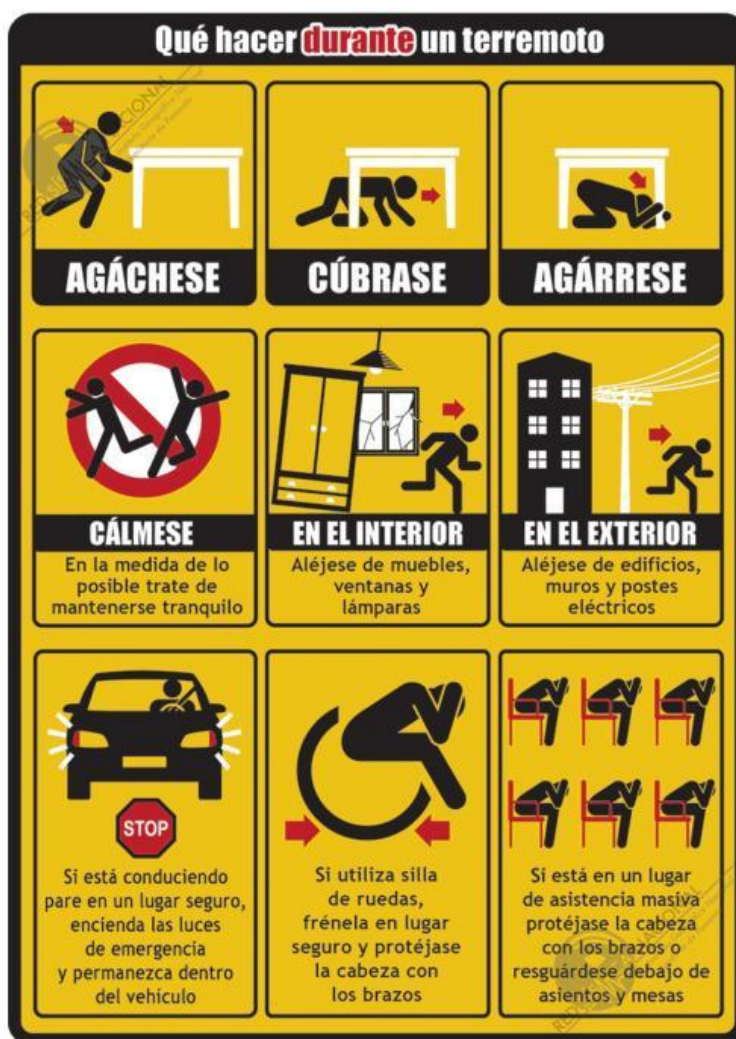 Qué hacer durante un terremoto
AGÁCHESE
CÚBRASE
AGÁRRESE
CÁLMESE
En la medida de lo
posible trate de
mantenerse tranquilo
EN EL INTERIOR
Aléjese de muebles,
ventanas y
lámparas
EN EL EXTERIOR
Aléjese de edificios,
muros y postes
eléctricos
STOP
Si está conduciendo
pare en un lugar seguro,
encienda las luces
de emergencia
y permanezca dentro
del vehículo
Si utiliza silla
de ruedas,
frénela en lugar
seguro y protéjase
la cabeza con
los brazos
Si está en un lugar
de asistencia masiva
protéjase la cabeza
con los brazos o
resguárdese debajo de
asientos y mesas